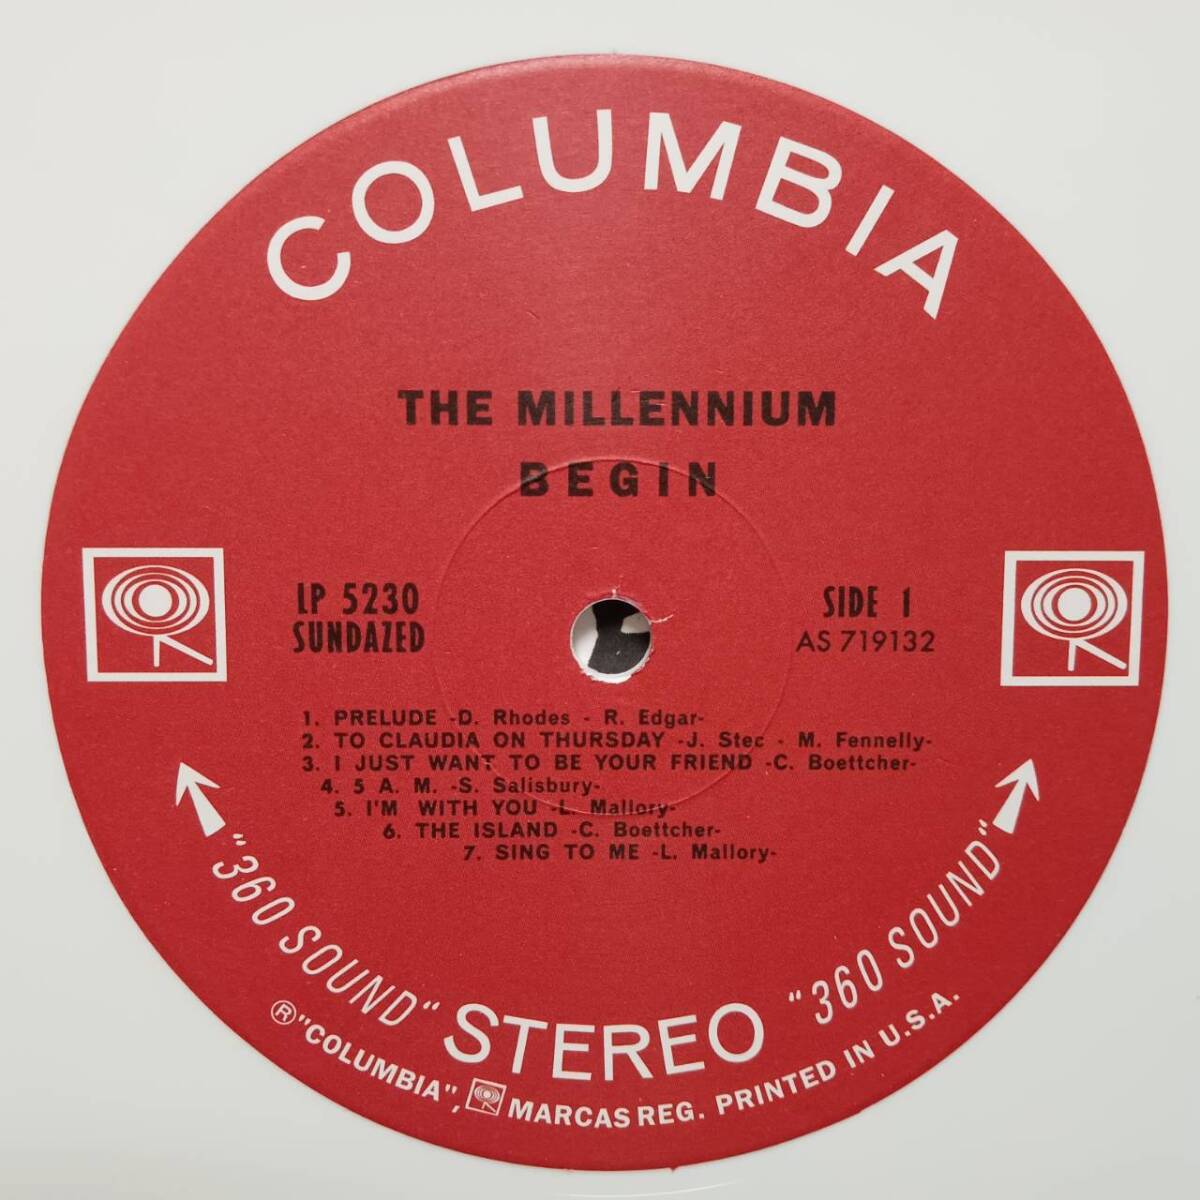 COLUMBIA
THE MILLENNIUM
BEGIN
LP 5230
SUNDAZED
SIDE 1
AS 719132
1. PRELUDE -D. Rhodes - R. Edgar-
2. TO CLAUDIA ON THURSDAY -J. Stec - M. Fennelly-
3. I JUST WANT TO BE YOUR FRIEND -C. Boettcher-
4. 5 A. M. -S. Salisbury-
5. I'M WITH YOU -L. Mallory-
6. THE ISLAND -C. Boettcher-
7. SING TO ME -L. Mallory-
"360 SOUND" STEREO "360 SOUND"
® "COLUMBIA", MARCAS REG. PRINTED IN U.S.A.